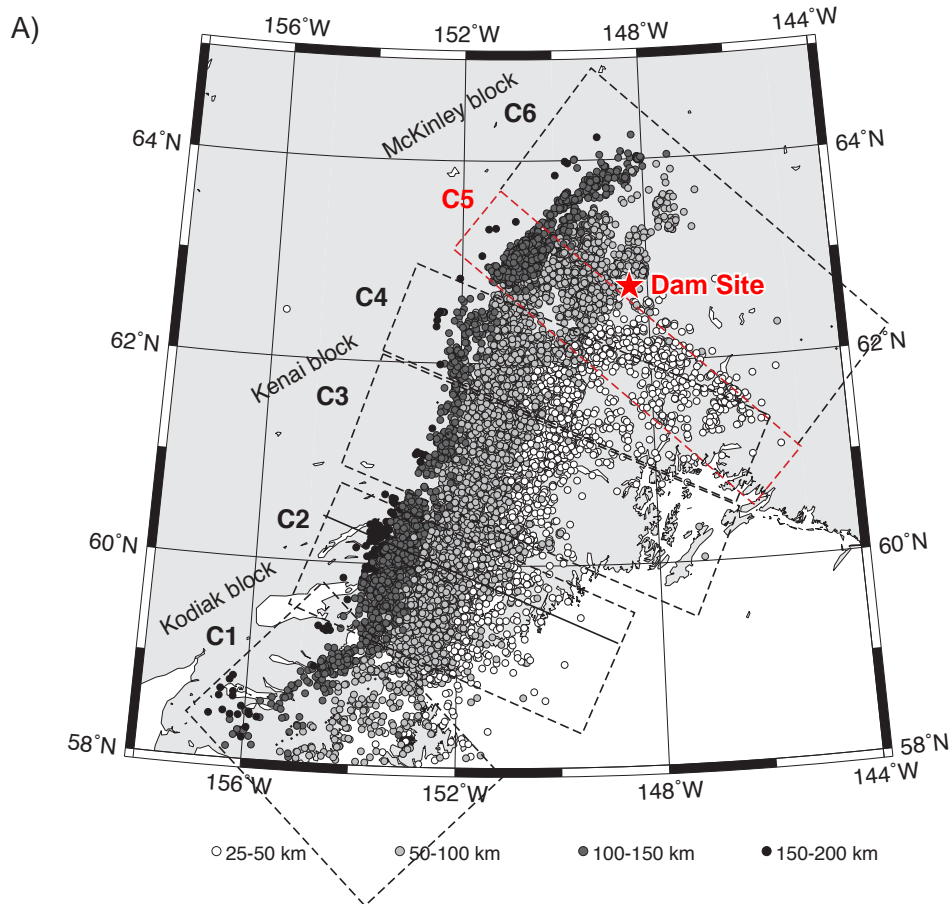 A)
156˚W
152˚W
148˚W
144˚W
McKinley block
C6
64˚N
64˚N
C5
Dam Site
C4
62˚N
62˚N
Kenai block
C3
C2
60˚N
60˚N
Kodiak block
C1
58˚N
58˚N
156˚W
152˚W
148˚W
144˚W
25-50 km
50-100 km
100-150 km
150-200 km